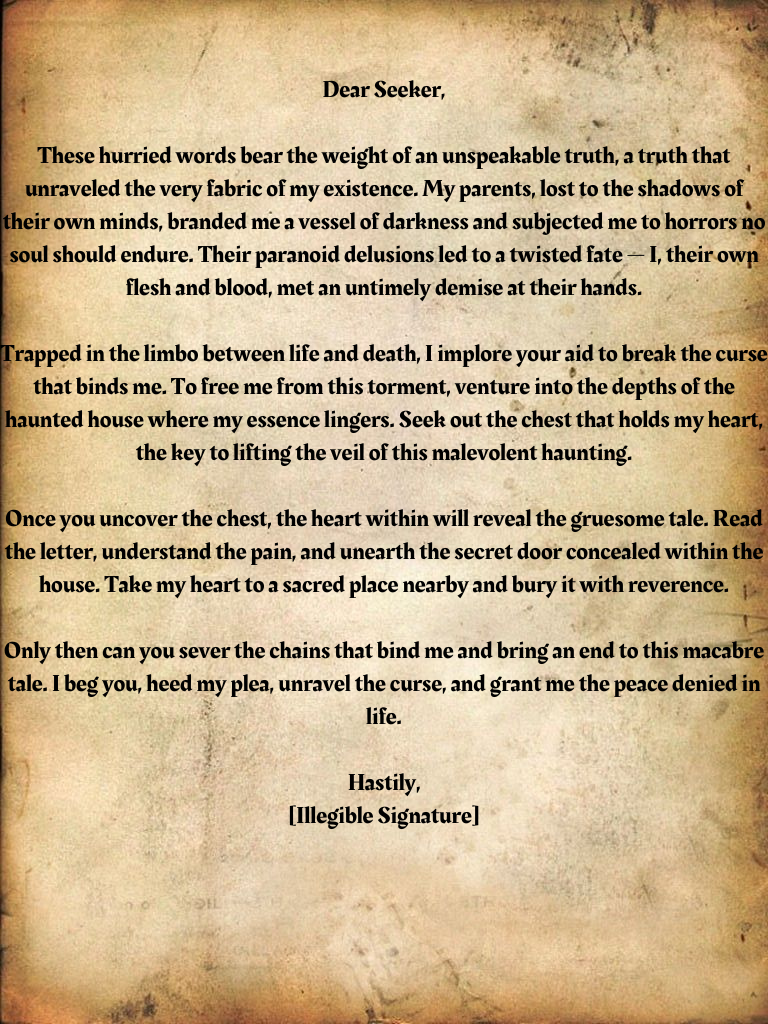 Dear Seeker,
These hurried words bear the weight of an unspeakable truth, a truth that
unraveled the very fabric of my existence. My parents, lost to the shadows of
their own minds, branded me a vessel of darkness and subjected me to horrors no
soul should endure. Their paranoid delusions led to a twisted fate — I, their own
flesh and blood, met an untimely demise at their hands.
Trapped in the limbo between life and death, I implore your aid to break the curse
that binds me. To free me from this torment, venture into the depths of the
haunted house where my essence lingers. Seek out the chest that holds my heart,
the key to lifting the veil of this malevolent haunting.
Once you uncover the chest, the heart within will reveal the gruesome tale. Read
the letter, understand the pain, and unearth the secret door concealed within the
house. Take my heart to a sacred place nearby and bury it with reverence.
Only then can you sever the chains that bind me and bring an end to this macabre
tale. I beg you, heed my plea, unravel the curse, and grant me the peace denied in
life.
Hastily,
[Illegible Signature]